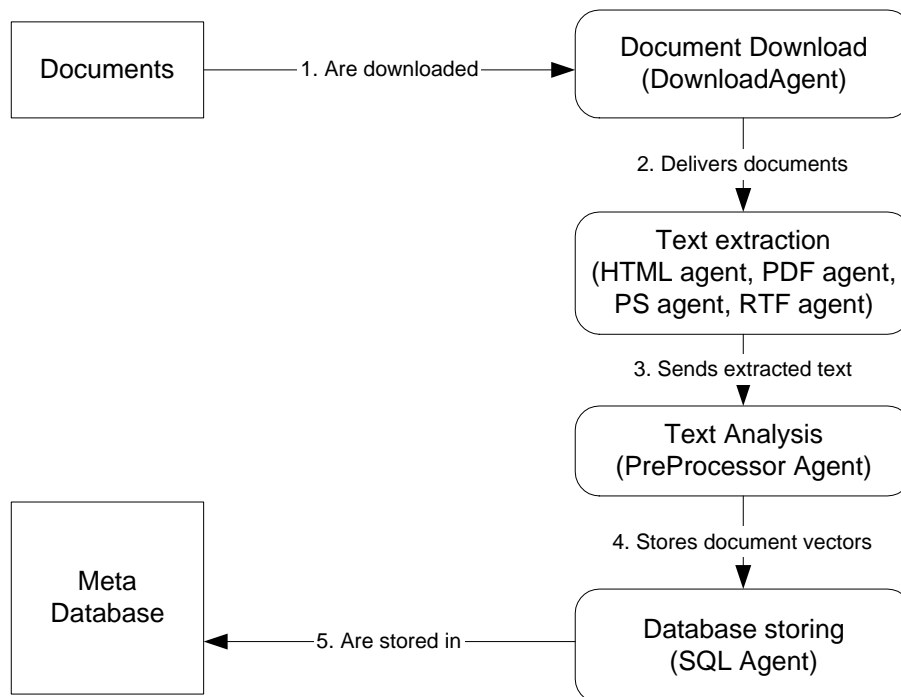 Documents
1. Are downloaded
Document Download
(DownloadAgent)
2. Delivers documents
Text extraction
(HTML agent, PDF agent,
PS agent, RTF agent)
3. Sends extracted text
Text Analysis
(PreProcessor Agent)
4. Stores document vectors
Meta
Database
5. Are stored in
Database storing
(SQL Agent)